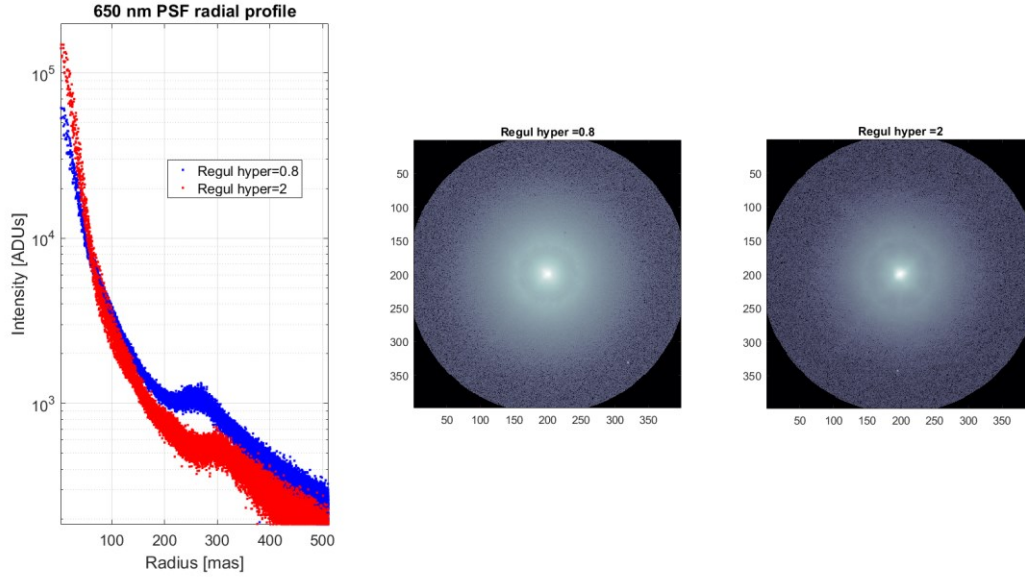 650 nm PSF radial profile
10^5
10^4
10^3
Intensity [ADUs]
Regul hyper=0.8
Regul hyper=2
100 200 300 400 500
Radius [mas]
Regul hyper =0.8
50
100
150
200
250
300
350
50 100 150 200 250 300 350
Regul hyper =2
50
100
150
200
250
300
350
50 100 150 200 250 300 350